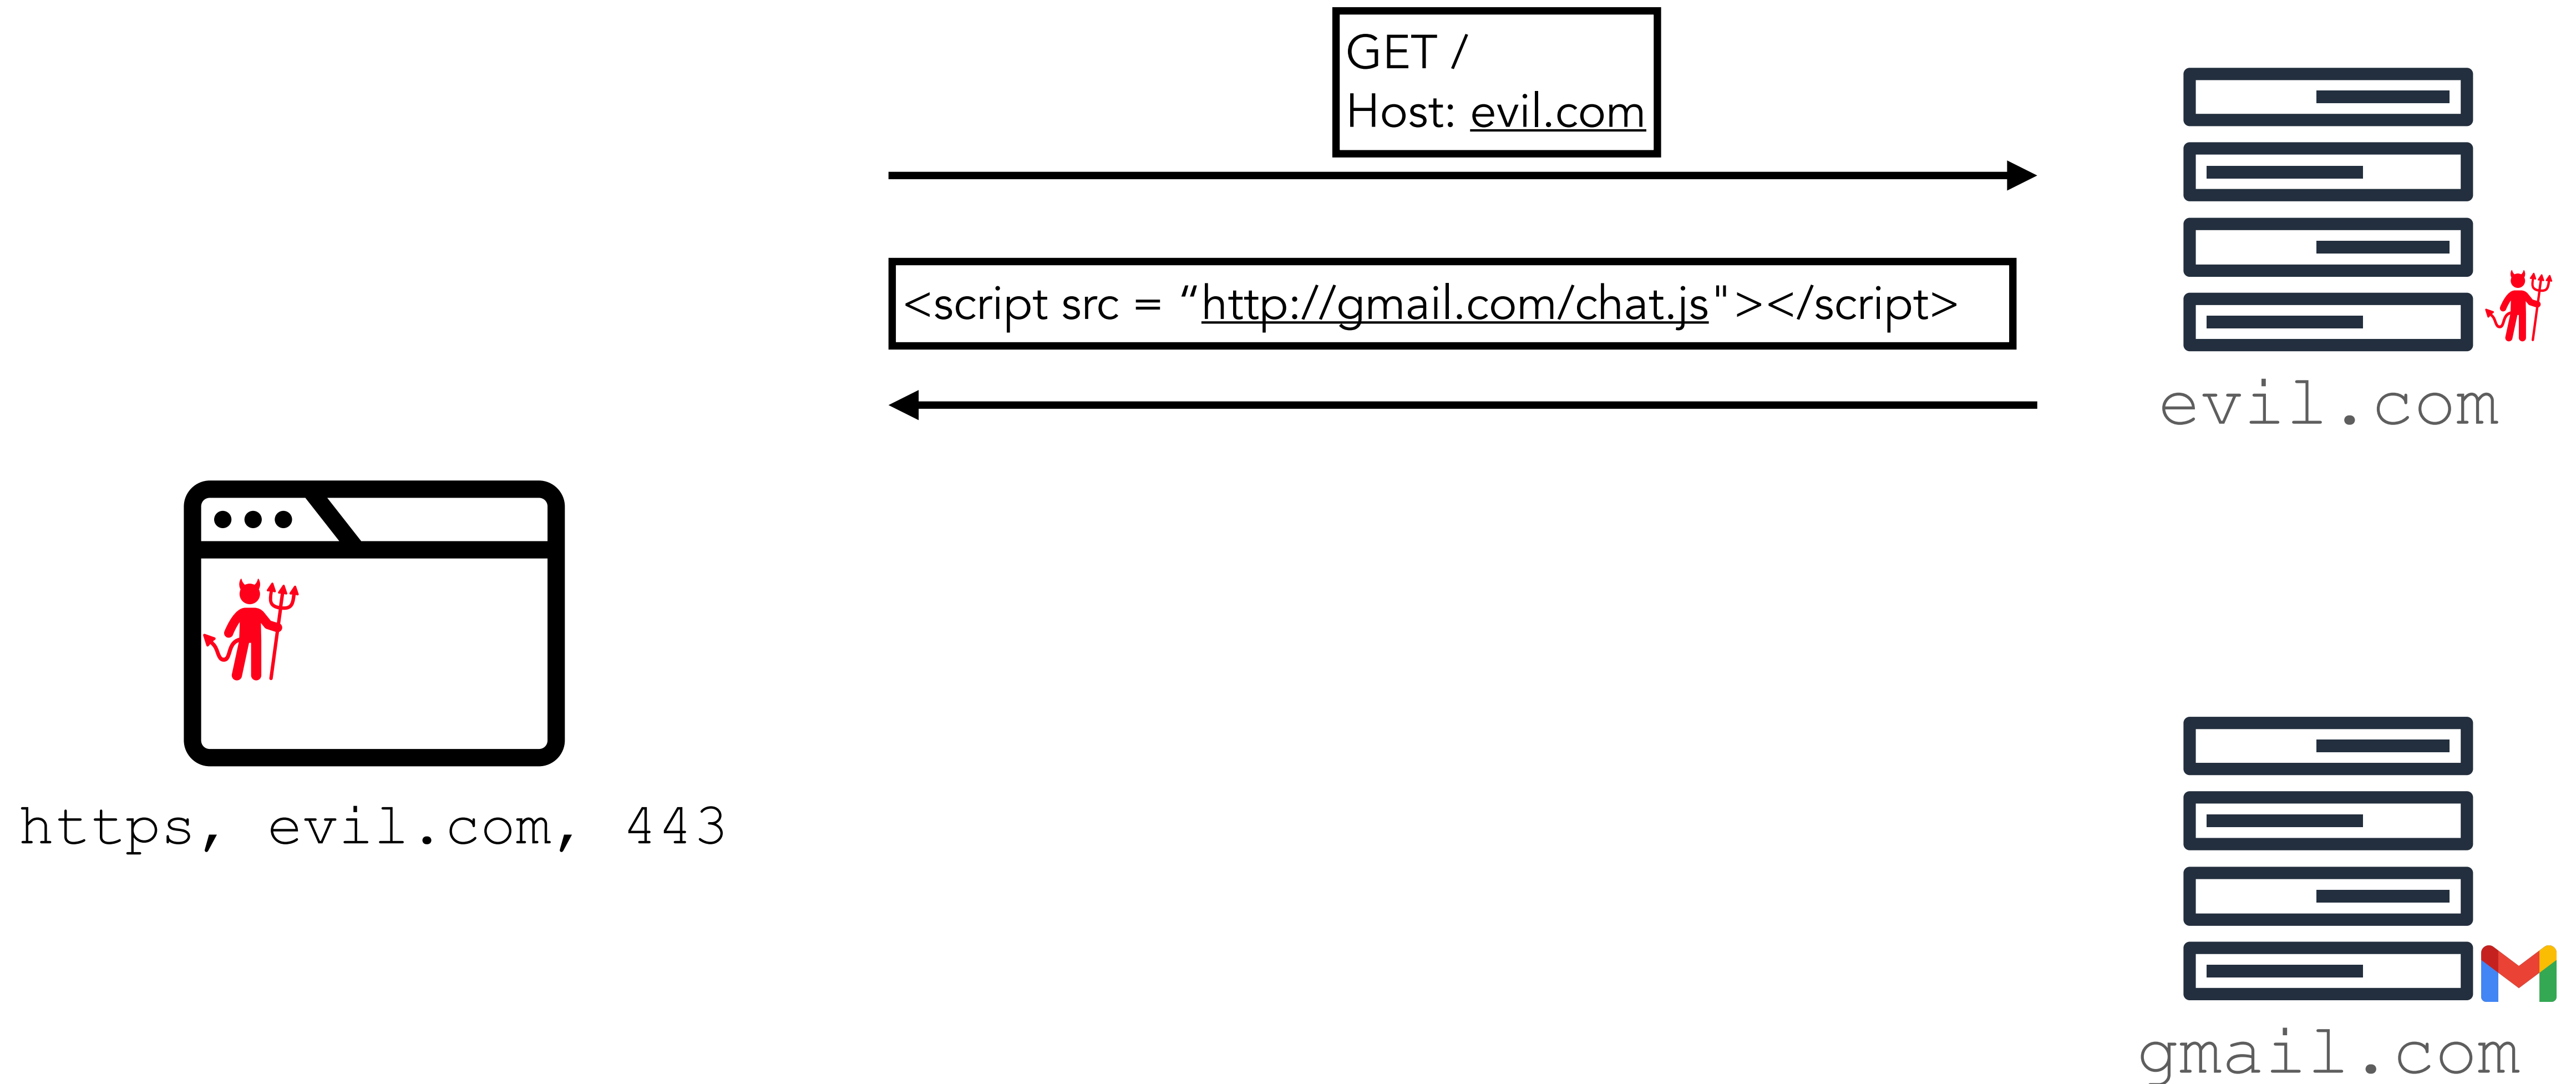 GET /
Host: evil.com
<script src = “http://gmail.com/chat.js"></script>
evil.com
https, evil.com, 443
gmail.com